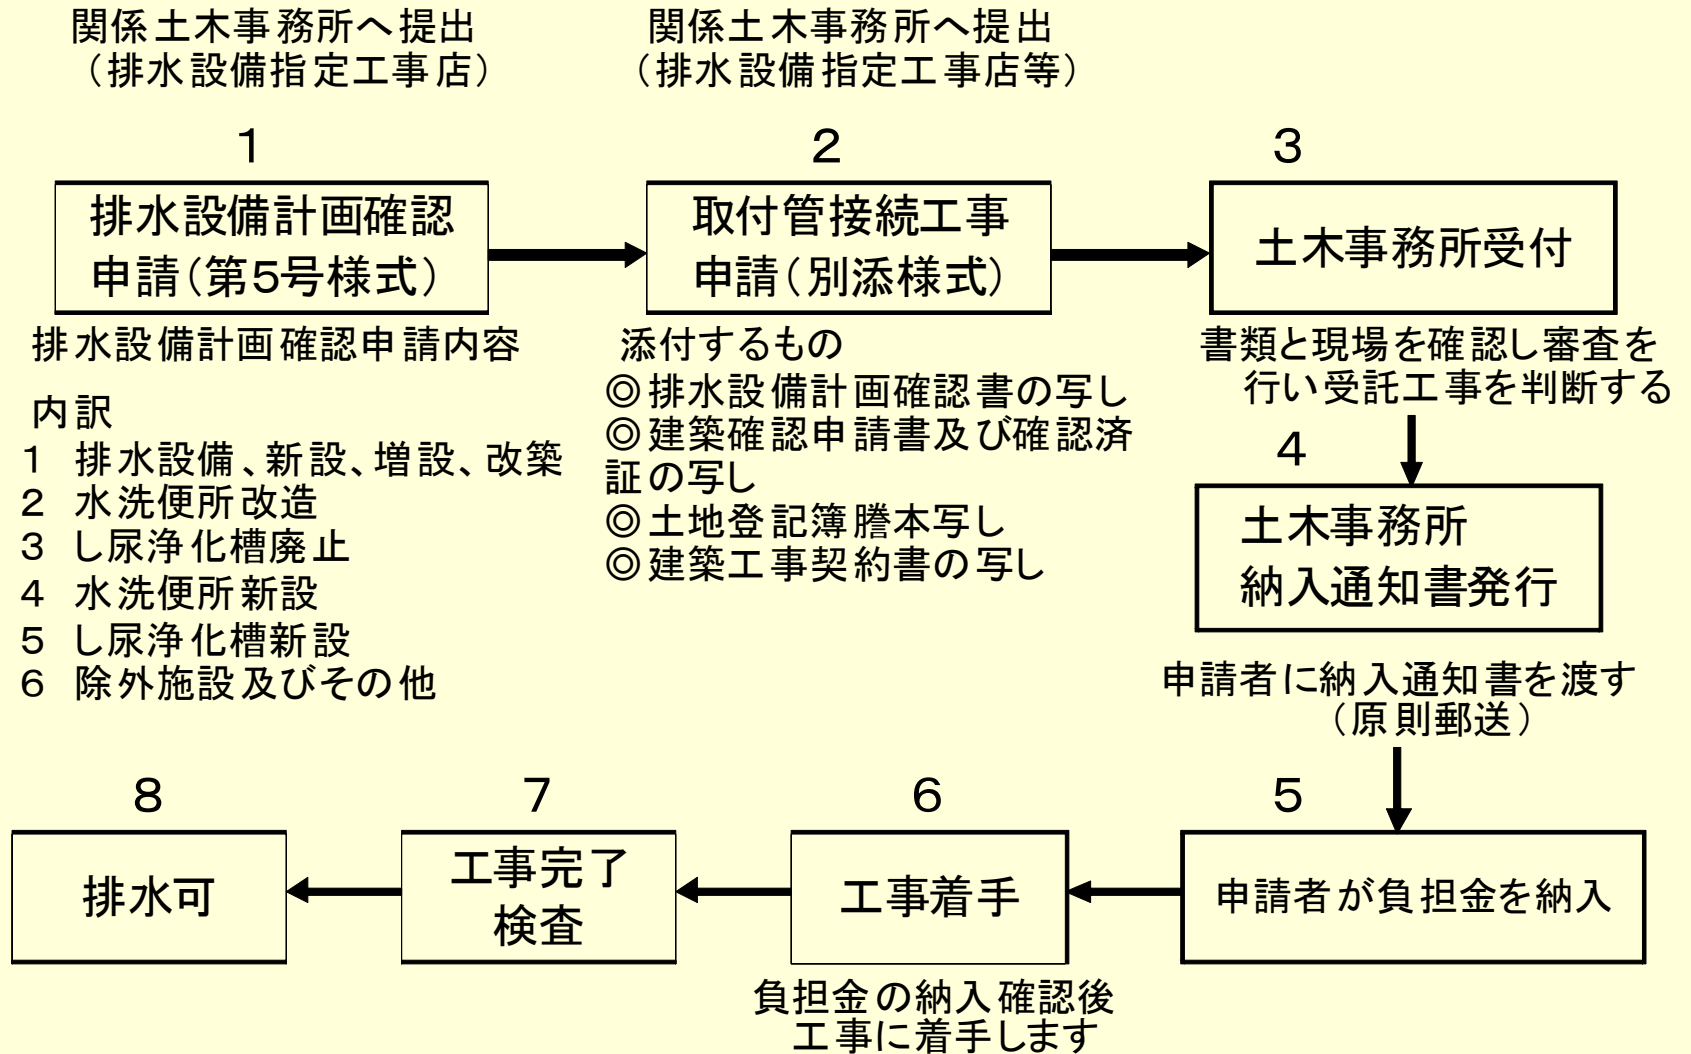 関係土木事務所へ提出
（排水設備指定工事店）
1
排水設備計画確認
申請（第5号様式）
排水設備計画確認申請内容
内訳
1 排水設備、新設、増設、改築
2 水洗便所改造
3 し尿浄化槽廃止
4 水洗便所新設
5 し尿浄化槽新設
6 除外施設及びその他
関係土木事務所へ提出
（排水設備指定工事店等）
2
取付管接続工事
申請（別添様式）
添付するもの
◎排水設備計画確認書の写し
◎建築確認申請書及び確認済
証の写し
◎土地登記簿謄本写し
◎建築工事契約書の写し
3
土木事務所受付
書類と現場を確認し審査を
行い受託工事を判断する
4
土木事務所
納入通知書発行
申請者に納入通知書を渡す
（原則郵送）
5
申請者が負担金を納入
6
工事着手
負担金の納入確認後
工事に着手します
7
工事完了
検査
8
排水可